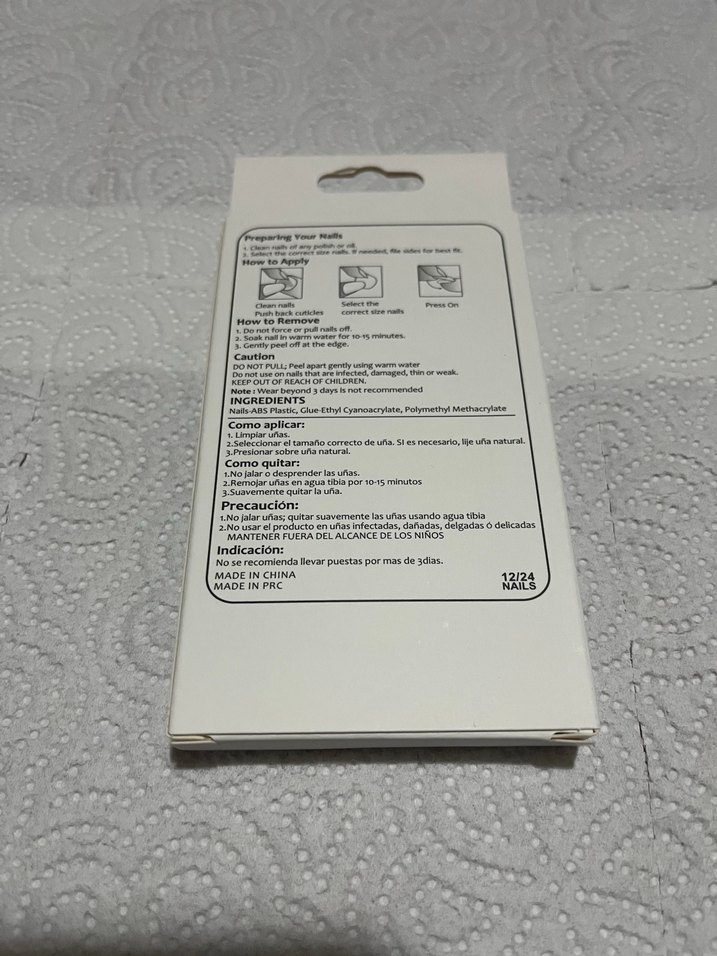 Preparing Your Nails
1. Clean nails of any polish or oil.
2. Select the correct size nails. If needed, file sides for best fit.
How to Apply
Clean nails
Push back cuticles
Select the
correct size nails
Press On
How to Remove
1. Do not force or pull nails off.
2. Soak nail in warm water for 10-15 minutes.
3. Gently peel off at the edge.
Caution
DO NOT PULL; Peel apart gently using warm water
Do not use on nails that are infected, damaged, thin or weak.
KEEP OUT OF REACH OF CHILDREN.
Note : Wear beyond 3 days is not recommended
INGREDIENTS
Nails-ABS Plastic, Glue-Ethyl Cyanoacrylate, Polymethyl Methacrylate
Como aplicar:
1. Limpiar uñas.
2.Seleccionar el tamaño correcto de uña. Si es necesario, lije uña natural.
3.Presionar sobre uña natural.
Como quitar:
1.No jalar o desprender las uñas.
2.Remojar uñas en agua tibia por 10-15 minutos
3.Suavemente quitar la uña.
Precaución:
1.No jalar uñas; quitar suavemente las uñas usando agua tibia
2.No usar el producto en uñas infectadas, dañadas, delgadas ó delicadas
MANTENER FUERA DEL ALCANCE DE LOS NIÑOS
Indicación:
No se recomienda llevar puestas por mas de 3dias.
MADE IN CHINA
MADE IN PRC
12/24
NAILS